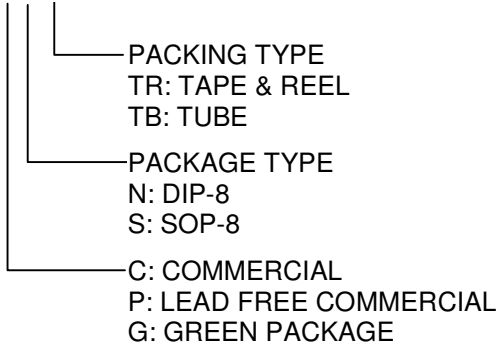 PACKING TYPE
TR: TAPE & REEL
TB: TUBE
PACKAGE TYPE
N: DIP-8
S: SOP-8
C: COMMERCIAL
P: LEAD FREE COMMERCIAL
G: GREEN PACKAGE